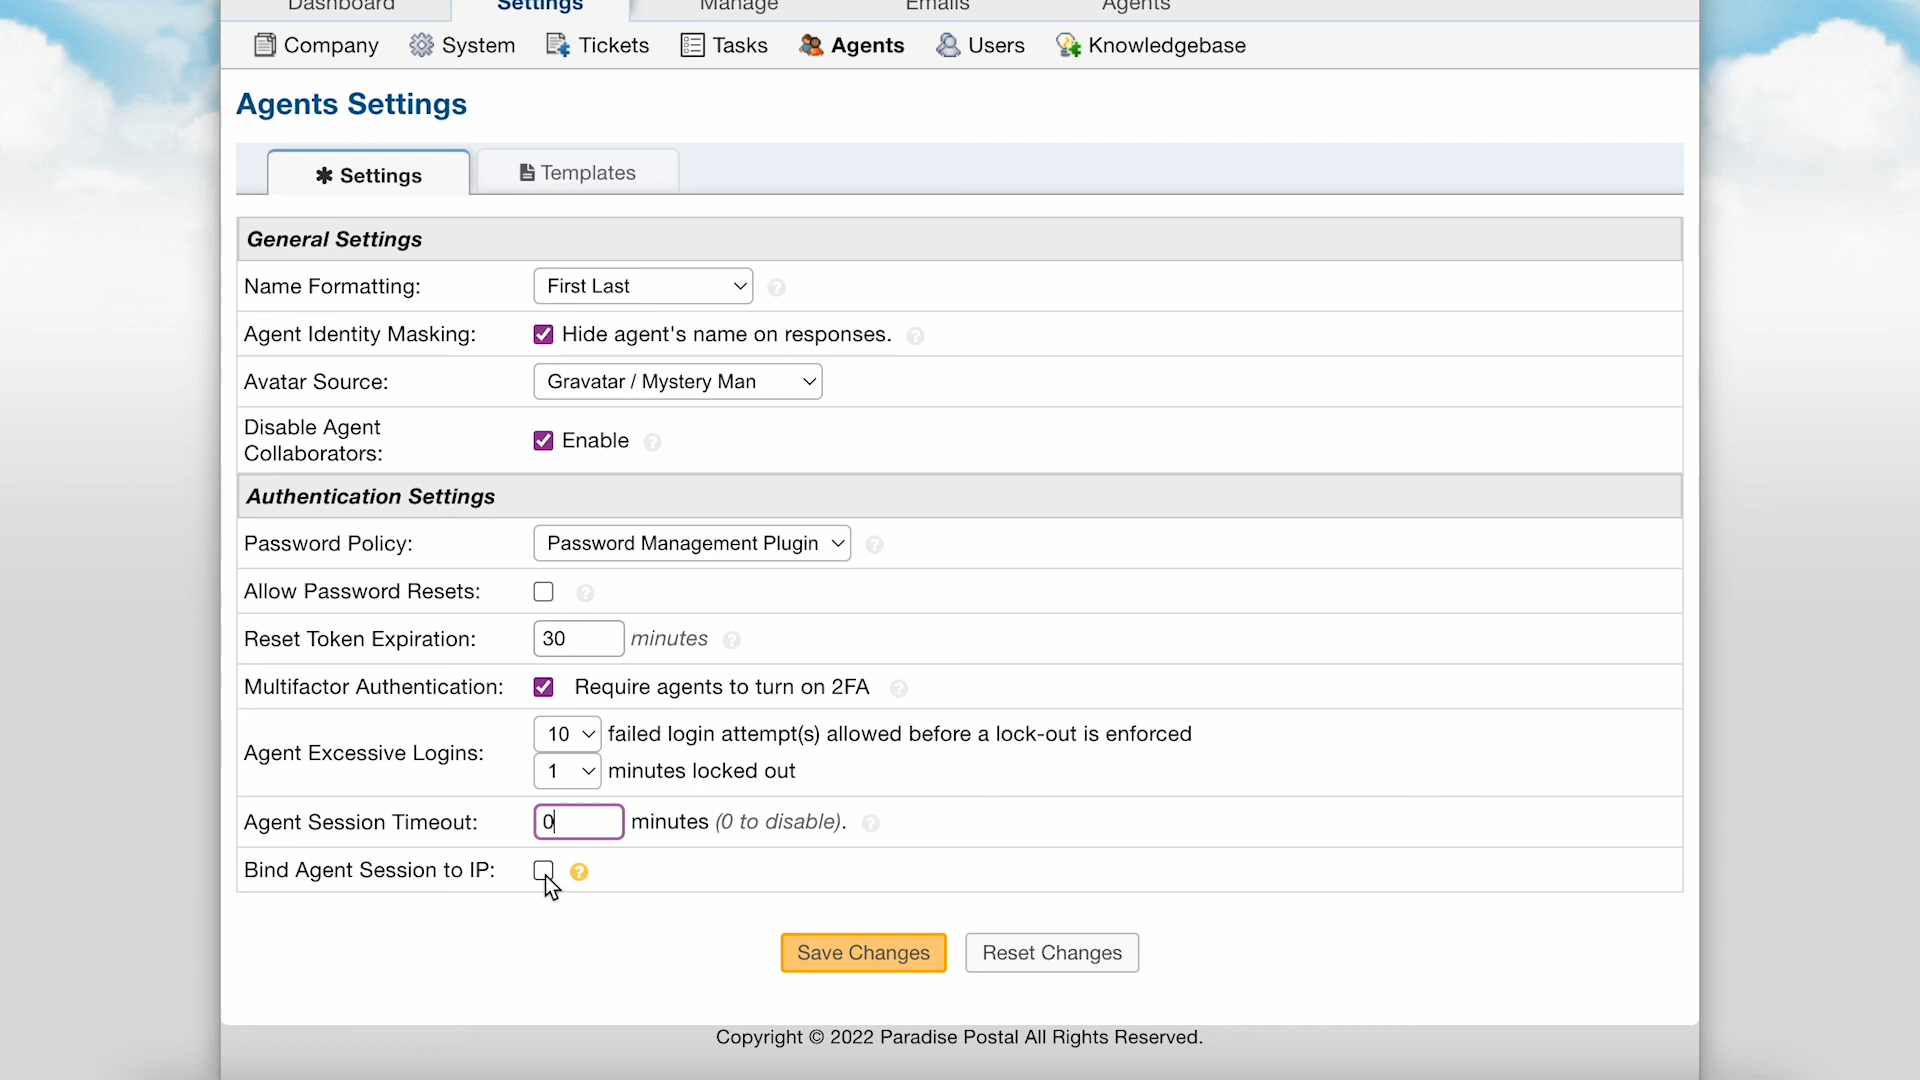 Dashboard Settings Manage Emails Agents
Company System Tickets Tasks Agents Users Knowledgebase
Agents Settings
Settings Templates
General Settings
Name Formatting: First Last ?
Agent Identity Masking: Hide agent's name on responses. ?
Avatar Source: Gravatar / Mystery Man
Disable Agent
Collaborators: Enable ?
Authentication Settings
Password Policy: Password Management Plugin ?
Allow Password Resets: ?
Reset Token Expiration: 30 minutes ?
Multifactor Authentication: Require agents to turn on 2FA ?
Agent Excessive Logins: 10 failed login attempt(s) allowed before a lock-out is enforced
1 minutes locked out
Agent Session Timeout: 0 minutes (0 to disable). ?
Bind Agent Session to IP: ?
Save Changes Reset Changes
Copyright © 2022 Paradise Postal All Rights Reserved.